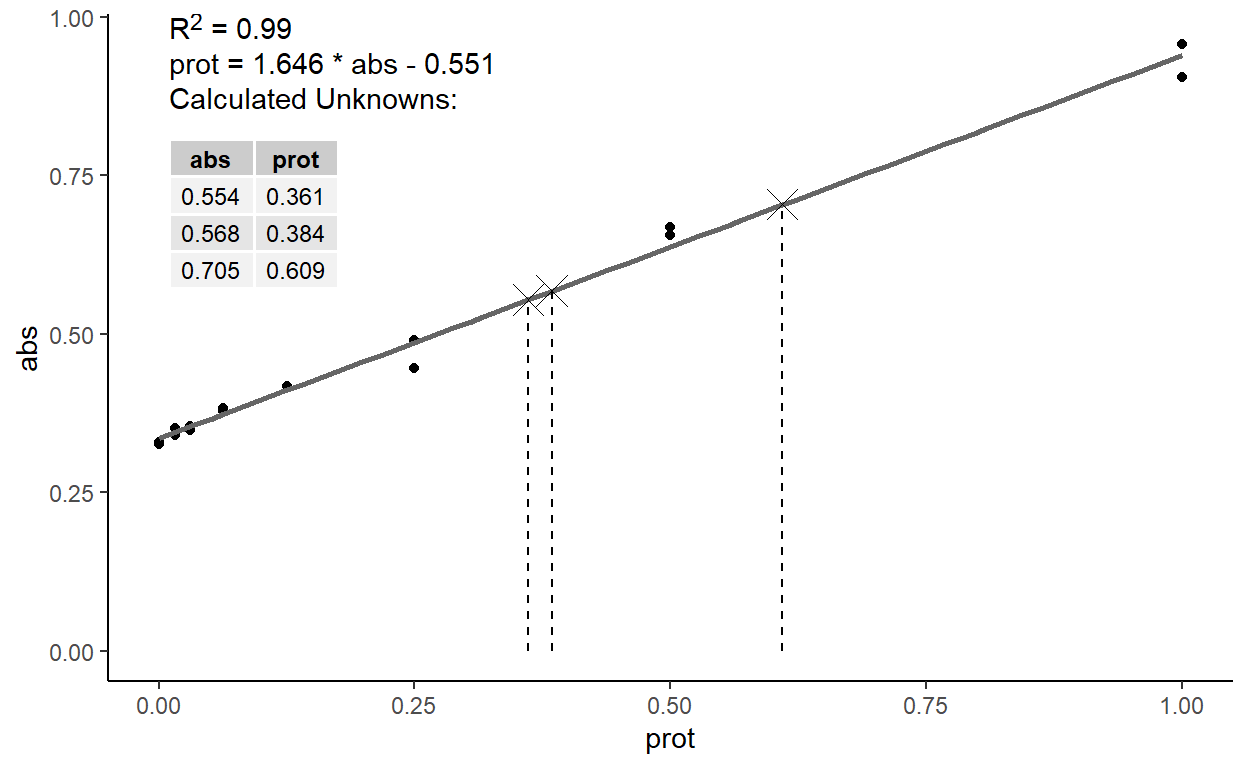 R² = 0.99
prot = 1.646 * abs - 0.551
Calculated Unknowns:
abs prot
0.554 0.361
0.568 0.384
0.705 0.609
abs
1.00
0.75
0.50
0.25
0.00
0.00 0.25 0.50 0.75 1.00
prot